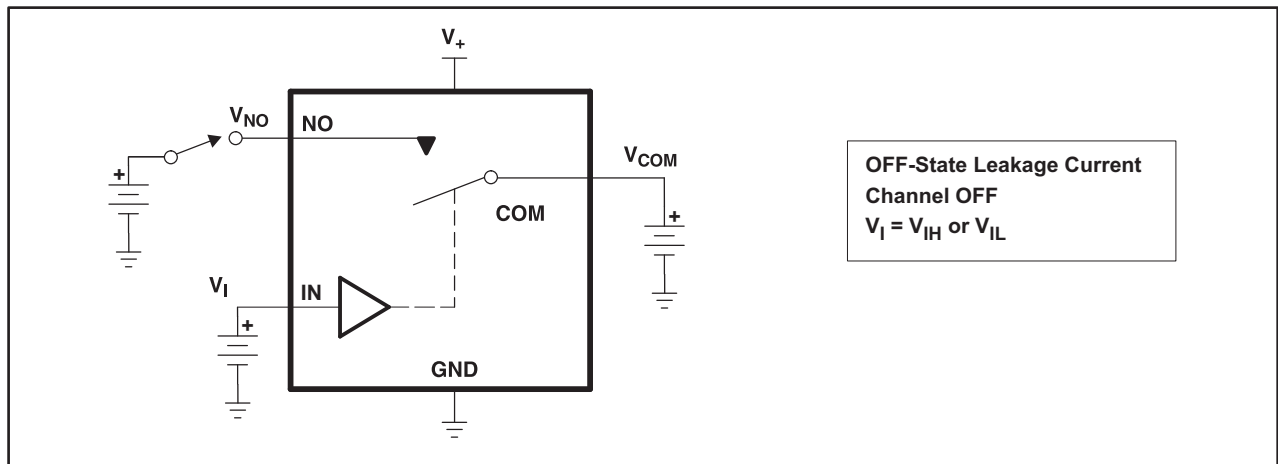 V+
VNO
NO
+
VCOM
COM
+
VI
IN
+
GND
OFF-State Leakage Current
Channel OFF
VI = VIH or VIL